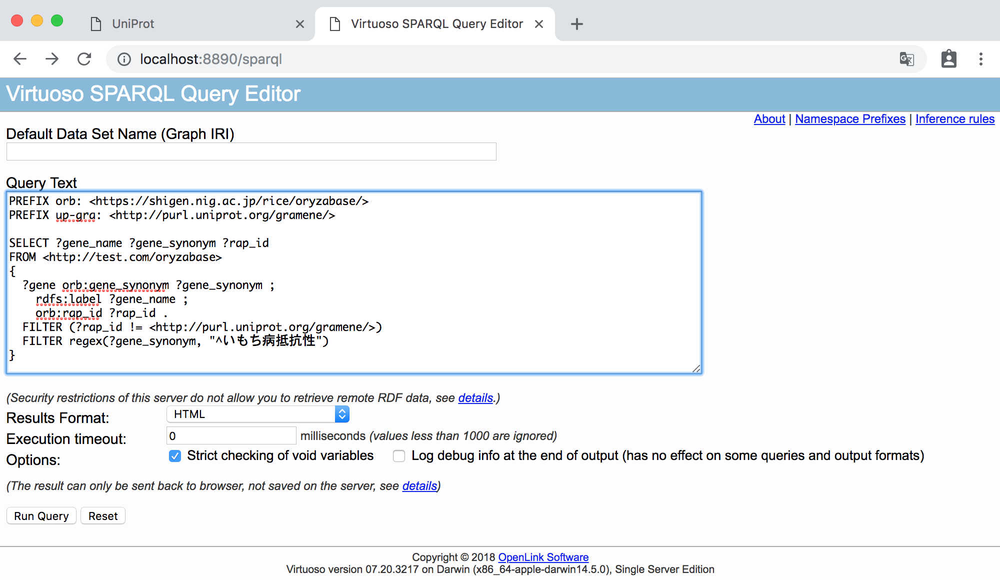 UniProt
Virtuoso SPARQL Query Editor
localhost:8890/sparql
Virtuoso SPARQL Query Editor
About | Namespace Prefixes | Inference rules
Default Data Set Name (Graph IRI)
Query Text
PREFIX orb: <https://shigen.nig.ac.jp/rice/oryzabase/>
PREFIX up-gra: <http://purl.uniprot.org/gramene/>
SELECT ?gene_name ?gene_synonym ?rap_id
FROM <http://test.com/oryzabase>
{
?gene orb:gene_synonym ?gene_synonym ;
rdfs:label ?gene_name ;
orb:rap_id ?rap_id .
FILTER (?rap_id != <http://purl.uniprot.org/gramene/>)
FILTER regex(?gene_synonym, "^いもち病抵抗性")
}
(Security restrictions of this server do not allow you to retrieve remote RDF data, see details.)
Results Format: HTML
Execution timeout: 0 milliseconds (values less than 1000 are ignored)
Options: Strict checking of void variables Log debug info at the end of output (has no effect on some queries and output formats)
(The result can only be sent back to browser, not saved on the server, see details)
Run Query Reset
Copyright © 2018 OpenLink Software
Virtuoso version 07.20.3217 on Darwin (x86_64-apple-darwin14.5.0), Single Server Edition